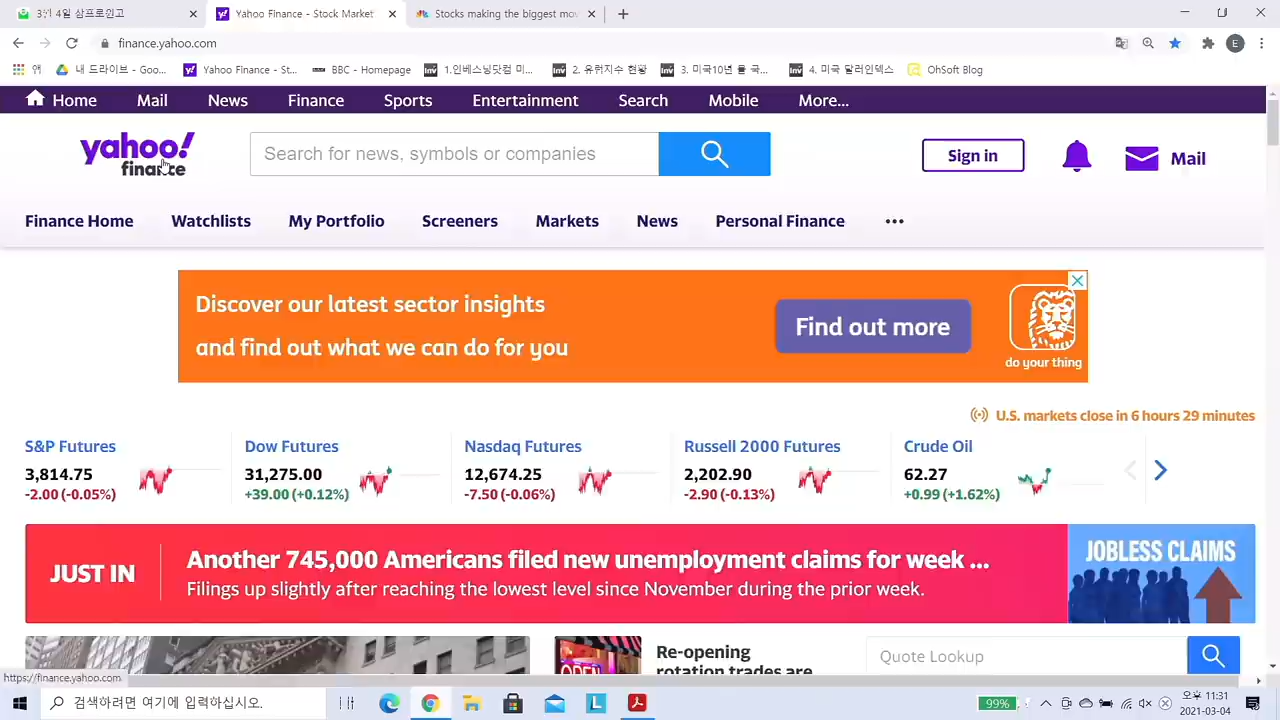 3월 4일 삼프로원고
Yahoo Finance - Stock Market
Stocks making the biggest mov
finance.yahoo.com
앱
내 드라이브 - Goo...
Yahoo Finance - St...
BBC - Homepage
1.인베스팅닷컴 미...
2. 유럽지수 현황
3. 미국10년 물 국...
4. 미국 달러인덱스
OhSoft Blog
Home
Mail
News
Finance
Sports
Entertainment
Search
Mobile
More...
yahoo!
finance
Search for news, symbols or companies
Sign in
Mail
Finance Home
Watchlists
My Portfolio
Screeners
Markets
News
Personal Finance
Discover our latest sector insights
and find out what we can do for you
Find out more
do your thing
U.S. markets close in 6 hours 29 minutes
S&P Futures
3,814.75
-2.00 (-0.05%)
Dow Futures
31,275.00
+39.00 (+0.12%)
Nasdaq Futures
12,674.25
-7.50 (-0.06%)
Russell 2000 Futures
2,202.90
-2.90 (-0.13%)
Crude Oil
62.27
+0.99 (+1.62%)
JUST IN
Another 745,000 Americans filed new unemployment claims for week ...
Filings up slightly after reaching the lowest level since November during the prior week.
JOBLESS CLAIMS
OPEN
Re-opening
rotation trades are
Quote Lookup
https://finance.yahoo.com
검색하려면 여기에 입력하십시오.
99%
오후 11:31
2021-03-04